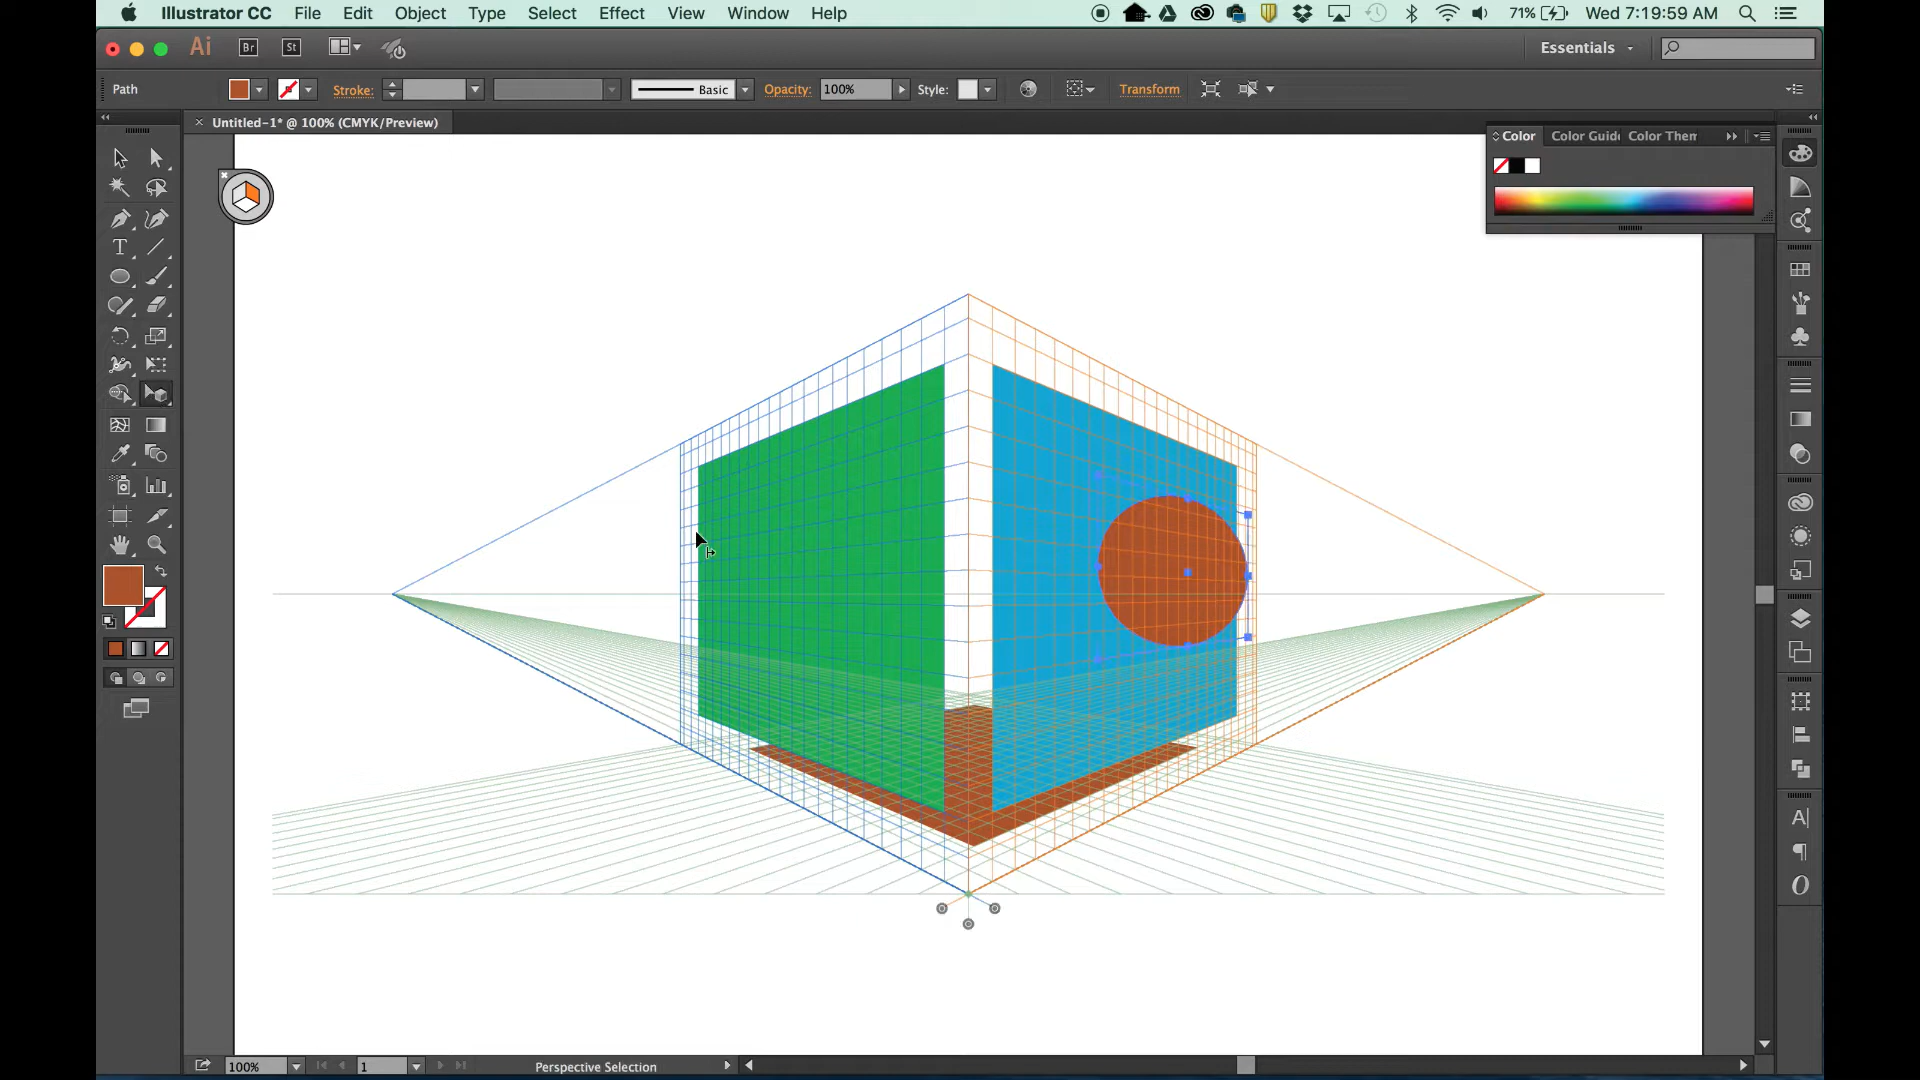 Illustrator CC File Edit Object Type Select Effect View Window Help 71% Wed 7:19:59 AM
Ai Br St Essentials
Path Stroke: Basic Opacity: 100% Style: Transform
Untitled-1* @ 100% (CMYK/Preview)
Color Color Guid Color Them
T
A
100% 1 Perspective Selection